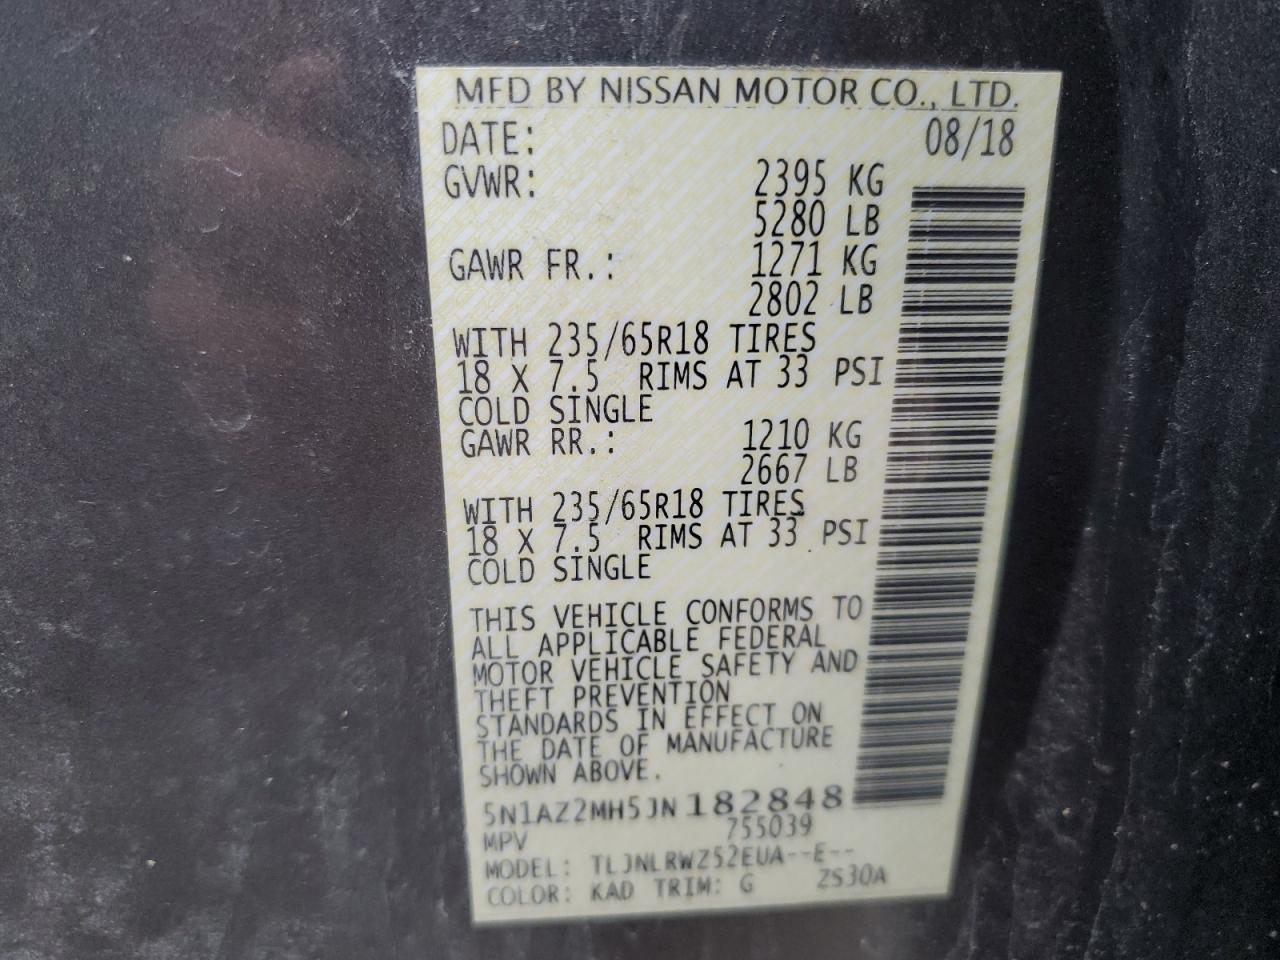 MFD BY NISSAN MOTOR CO., LTD.
DATE: 08/18
GVWR: 2395 KG
5280 LB
GAWR FR.: 1271 KG
2802 LB
WITH 235/65R18 TIRES
18 X 7.5 RIMS AT 33 PSI
COLD SINGLE
GAWR RR.: 1210 KG
2667 LB
WITH 235/65R18 TIRES
18 X 7.5 RIMS AT 33 PSI
COLD SINGLE
THIS VEHICLE CONFORMS TO
ALL APPLICABLE FEDERAL
MOTOR VEHICLE SAFETY AND
THEFT PREVENTION
STANDARDS IN EFFECT ON
THE DATE OF MANUFACTURE
SHOWN ABOVE.
5N1AZ2MH5JN182848
MPV 755039
MODEL: TLJNLRWZ52EUA--E--
COLOR: KAD TRIM: G ZS30A